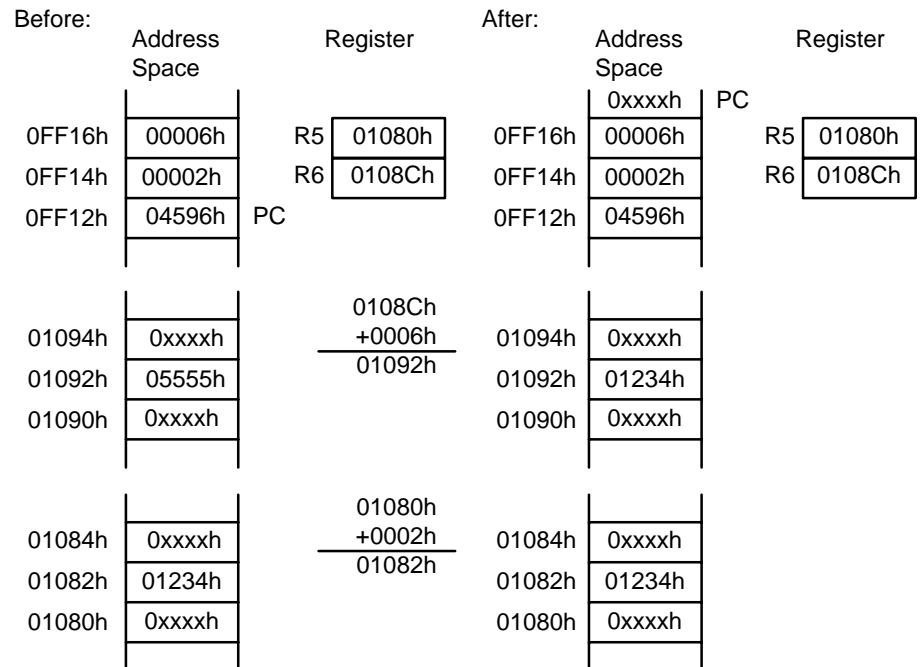 Before:
Address Space
Register
0FF16h 00006h R5 01080h
0FF14h 00002h R6 0108Ch
0FF12h 04596h PC
01094h 0xxxxh
01092h 05555h
01090h 0xxxxh
0108Ch
+0006h
01092h
01084h 0xxxxh
01082h 01234h
01080h 0xxxxh
01080h
+0002h
01082h
After:
Address Space
Register
0xxxxh PC
0FF16h 00006h R5 01080h
0FF14h 00002h R6 0108Ch
0FF12h 04596h
01094h 0xxxxh
01092h 01234h
01090h 0xxxxh
01084h 0xxxxh
01082h 01234h
01080h 0xxxxh